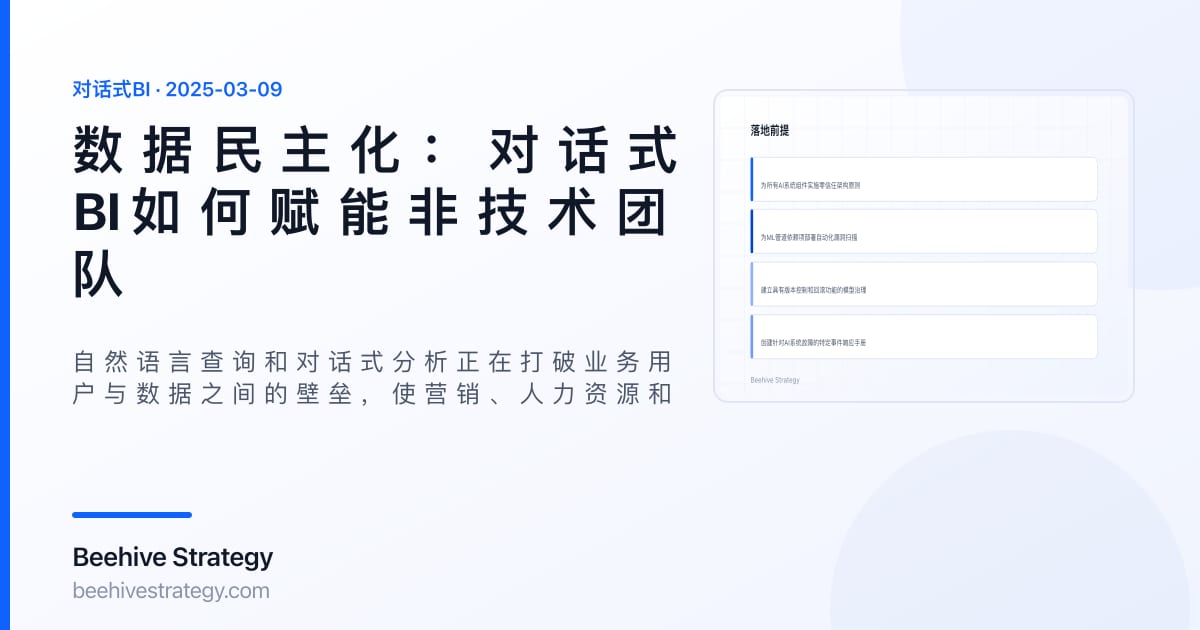 对话式BI · 2025-03-09
数据民主化：对话式
BI如何赋能非技术团
队
自然语言查询和对话式分析正在打破业务用
户与数据之间的壁垒，使营销、人力资源和
Beehive Strategy
beehivestrategy.com
落地前提
为所有AI系统组件实施零信任架构原则
为ML管道依赖项部署自动化漏洞扫描
建立具有版本控制和回滚功能的模型治理
创建针对AI系统故障的特定事件响应手册
Beehive Strategy